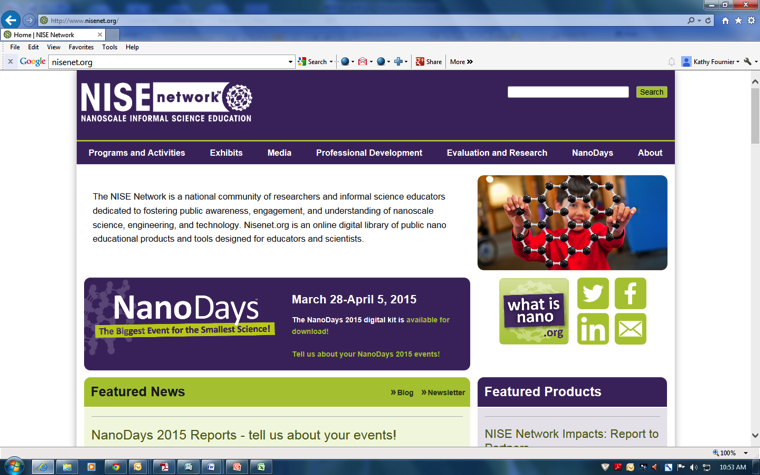 http://www.nisenet.org/
Home | NISE Network
File Edit View Favorites Tools Help
Google nisenet.org Search Share More » Kathy Fournier
NISE network™
NANOSCALE INFORMAL SCIENCE EDUCATION
Search
Programs and Activities Exhibits Media Professional Development Evaluation and Research NanoDays About
The NISE Network is a national community of researchers and informal science educators
dedicated to fostering public awareness, engagement, and understanding of nanoscale
science, engineering, and technology. Nisenet.org is an online digital library of public nano
educational products and tools designed for educators and scientists.
NanoDays
The Biggest Event for the Smallest Science!
March 28-April 5, 2015
The NanoDays 2015 digital kit is available for
download!
Tell us about your NanoDays 2015 events!
what is
nano
.org
in
Featured News » Blog » Newsletter
NanoDays 2015 Reports - tell us about your events!
Featured Products
NISE Network Impacts: Report to
100%
10:53 AM